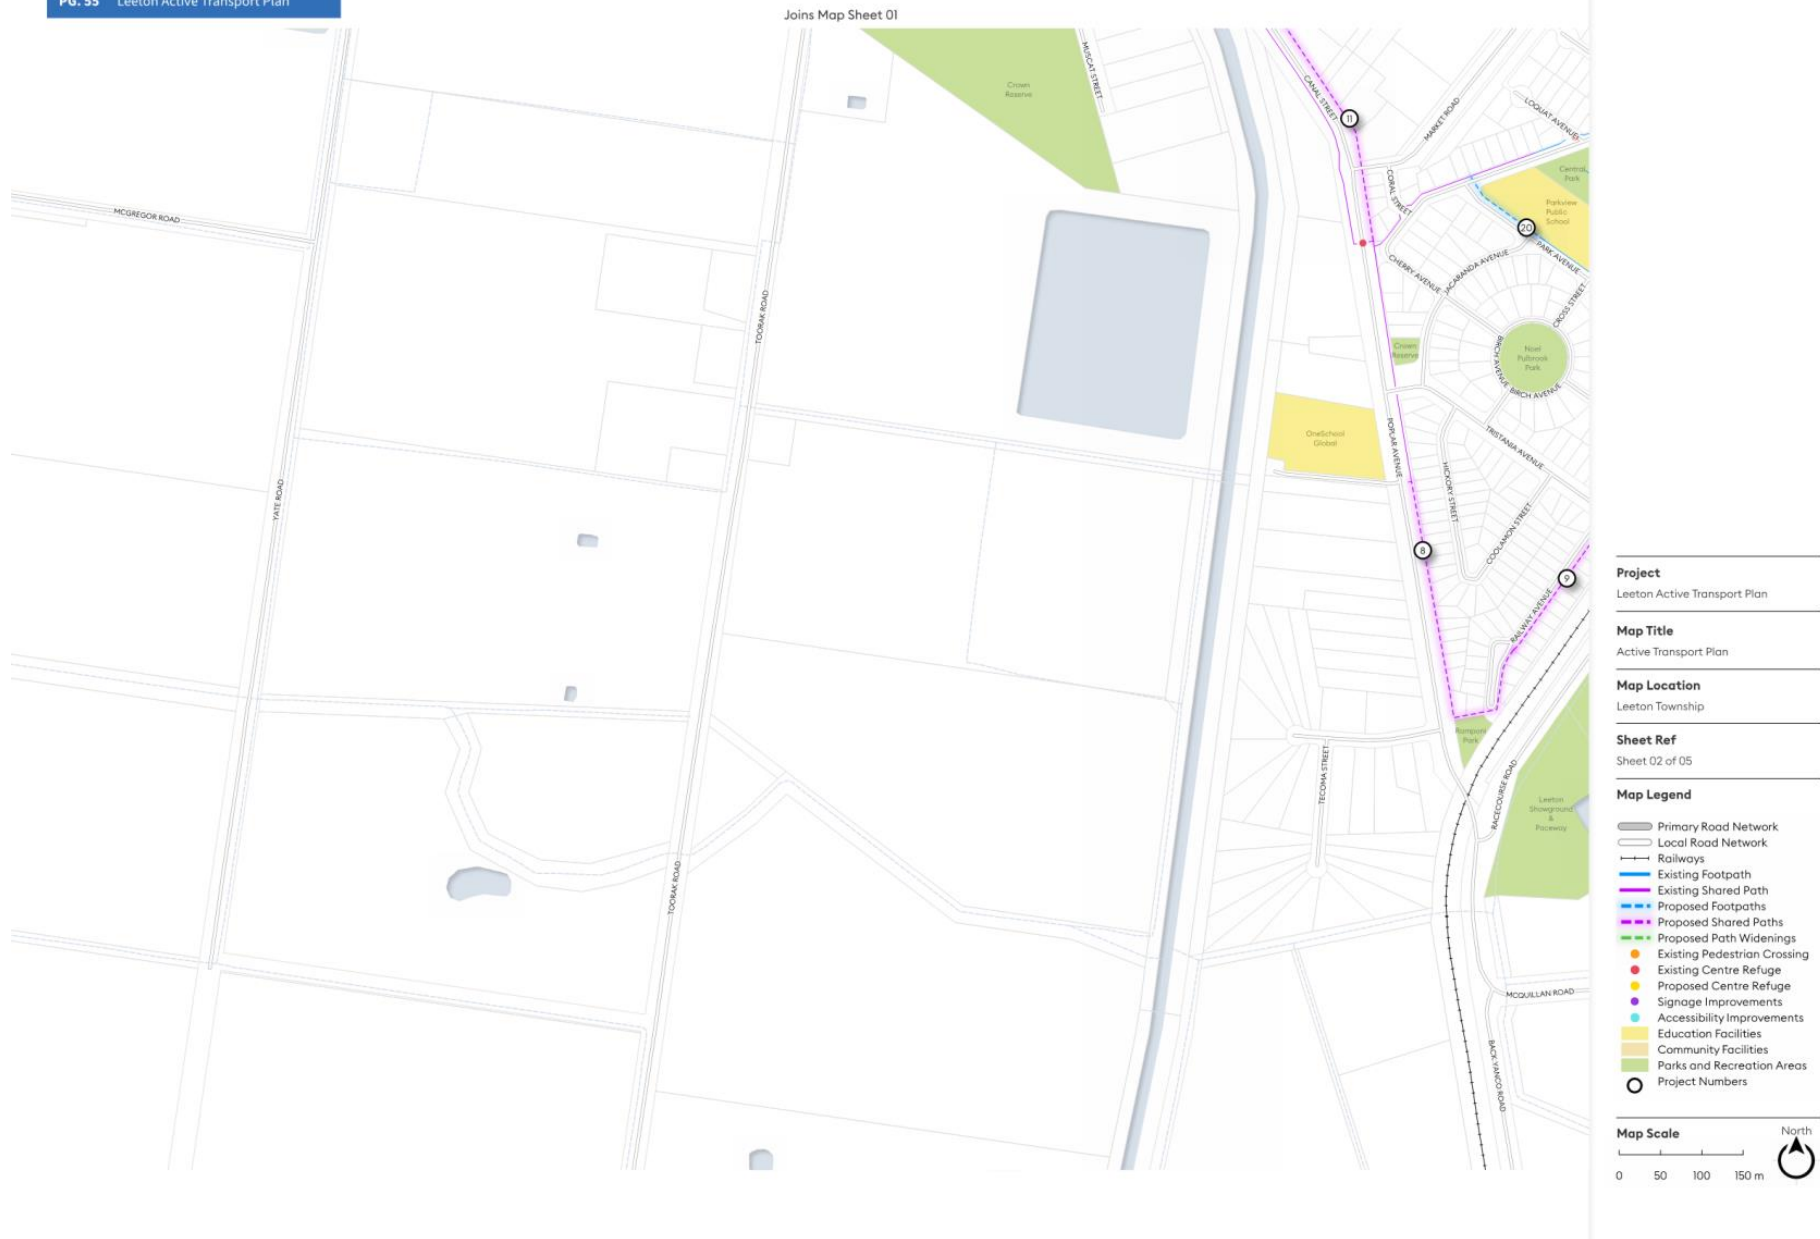 PG. 55 Leeton Active Transport Plan
Joins Map Sheet 01
MUSCAT STREET
Crown
Reserve
CANAL STREET
11
MARKET ROAD
LOQUAT AVENUE
Central
Park
CORAL STREET
Parkview
Public
School
MCGREGOR ROAD
20
PARK AVENUE
CHERRY AVENUE
JACARANDA AVENUE
CROSS STREET
TOORAK ROAD
Crown
Reserve
BIRCH AVENUE
Noel
Pulbrook
Park
BIRCH AVENUE
OneSchool
Global
POPLAR AVENUE
TRISTANIA AVENUE
YATE ROAD
HICKORY STREET
COOLAMON STREET
8
9
RAILWAY AVENUE
Rampioni
Park
TECOMA STREET
RACECOURSE ROAD
Leeton
Showground
&
Paceway
TOORAK ROAD
MCQUILLAN ROAD
BACK YANCO ROAD
Project
Leeton Active Transport Plan
Map Title
Active Transport Plan
Map Location
Leeton Township
Sheet Ref
Sheet 02 of 05
Map Legend
Primary Road Network
Local Road Network
Railways
Existing Footpath
Existing Shared Path
Proposed Footpaths
Proposed Shared Paths
Proposed Path Widenings
Existing Pedestrian Crossing
Existing Centre Refuge
Proposed Centre Refuge
Signage Improvements
Accessibility Improvements
Education Facilities
Community Facilities
Parks and Recreation Areas
Project Numbers
Map Scale
North
0 50 100 150 m